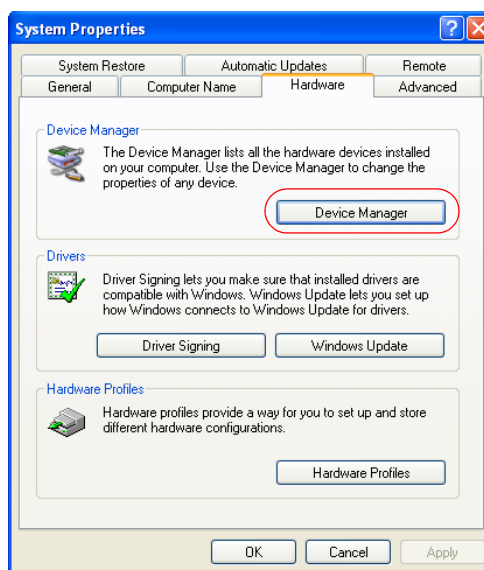 System Properties
System Restore Automatic Updates Remote
General Computer Name Hardware Advanced
Device Manager
The Device Manager lists all the hardware devices installed
on your computer. Use the Device Manager to change the
properties of any device.
Device Manager
Drivers
Driver Signing lets you make sure that installed drivers are
compatible with Windows. Windows Update lets you set up
how Windows connects to Windows Update for drivers.
Driver Signing Windows Update
Hardware Profiles
Hardware profiles provide a way for you to set up and store
different hardware configurations.
Hardware Profiles
OK Cancel Apply